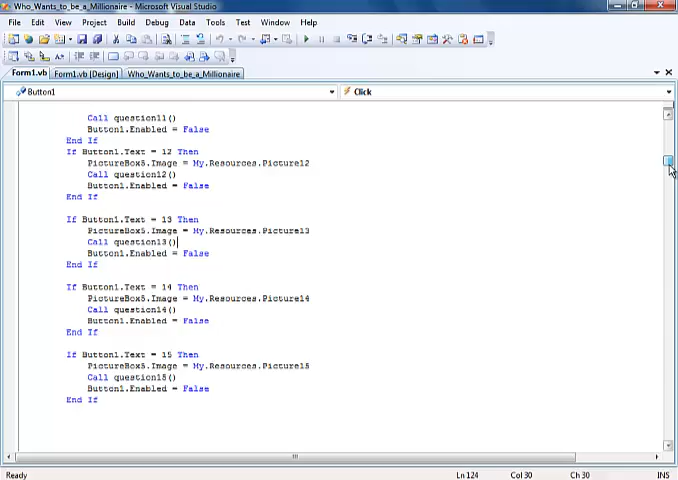 Who_Wants_to_be_a_Millionaire - Microsoft Visual Studio
File Edit View Project Build Debug Data Tools Test Window Help
Form1.vb Form1.vb [Design] Who_Wants_to_be_a_Millionaire
Button1 Click
Call question11()
Button1.Enabled = False
End If
If Button1.Text = 12 Then
PictureBox5.Image = My.Resources.Picture12
Call question12()
Button1.Enabled = False
End If
If Button1.Text = 13 Then
PictureBox5.Image = My.Resources.Picture13
Call question13()
Button1.Enabled = False
End If
If Button1.Text = 14 Then
PictureBox5.Image = My.Resources.Picture14
Call question14()
Button1.Enabled = False
End If
If Button1.Text = 15 Then
PictureBox5.Image = My.Resources.Picture15
Call question15()
Button1.Enabled = False
End If
Ready Ln 124 Col 30 Ch 30 INS